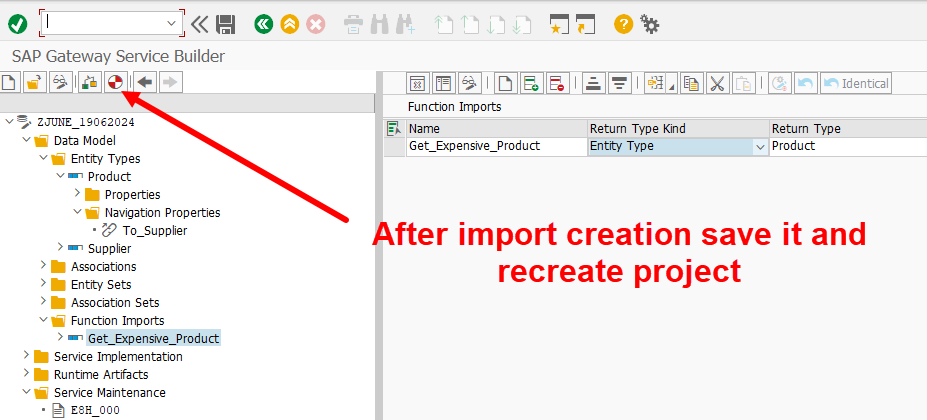 SAP Gateway Service Builder
Identical
ZJUNE_19062024
Data Model
Entity Types
Product
Properties
Navigation Properties
To_Supplier
Supplier
Associations
Entity Sets
Association Sets
Function Imports
Get_Expensive_Product
Service Implementation
Runtime Artifacts
Service Maintenance
E8H_000
Function Imports
Name Return Type Kind Return Type
Get_Expensive_Product Entity Type Product
After import creation save it and
recreate project